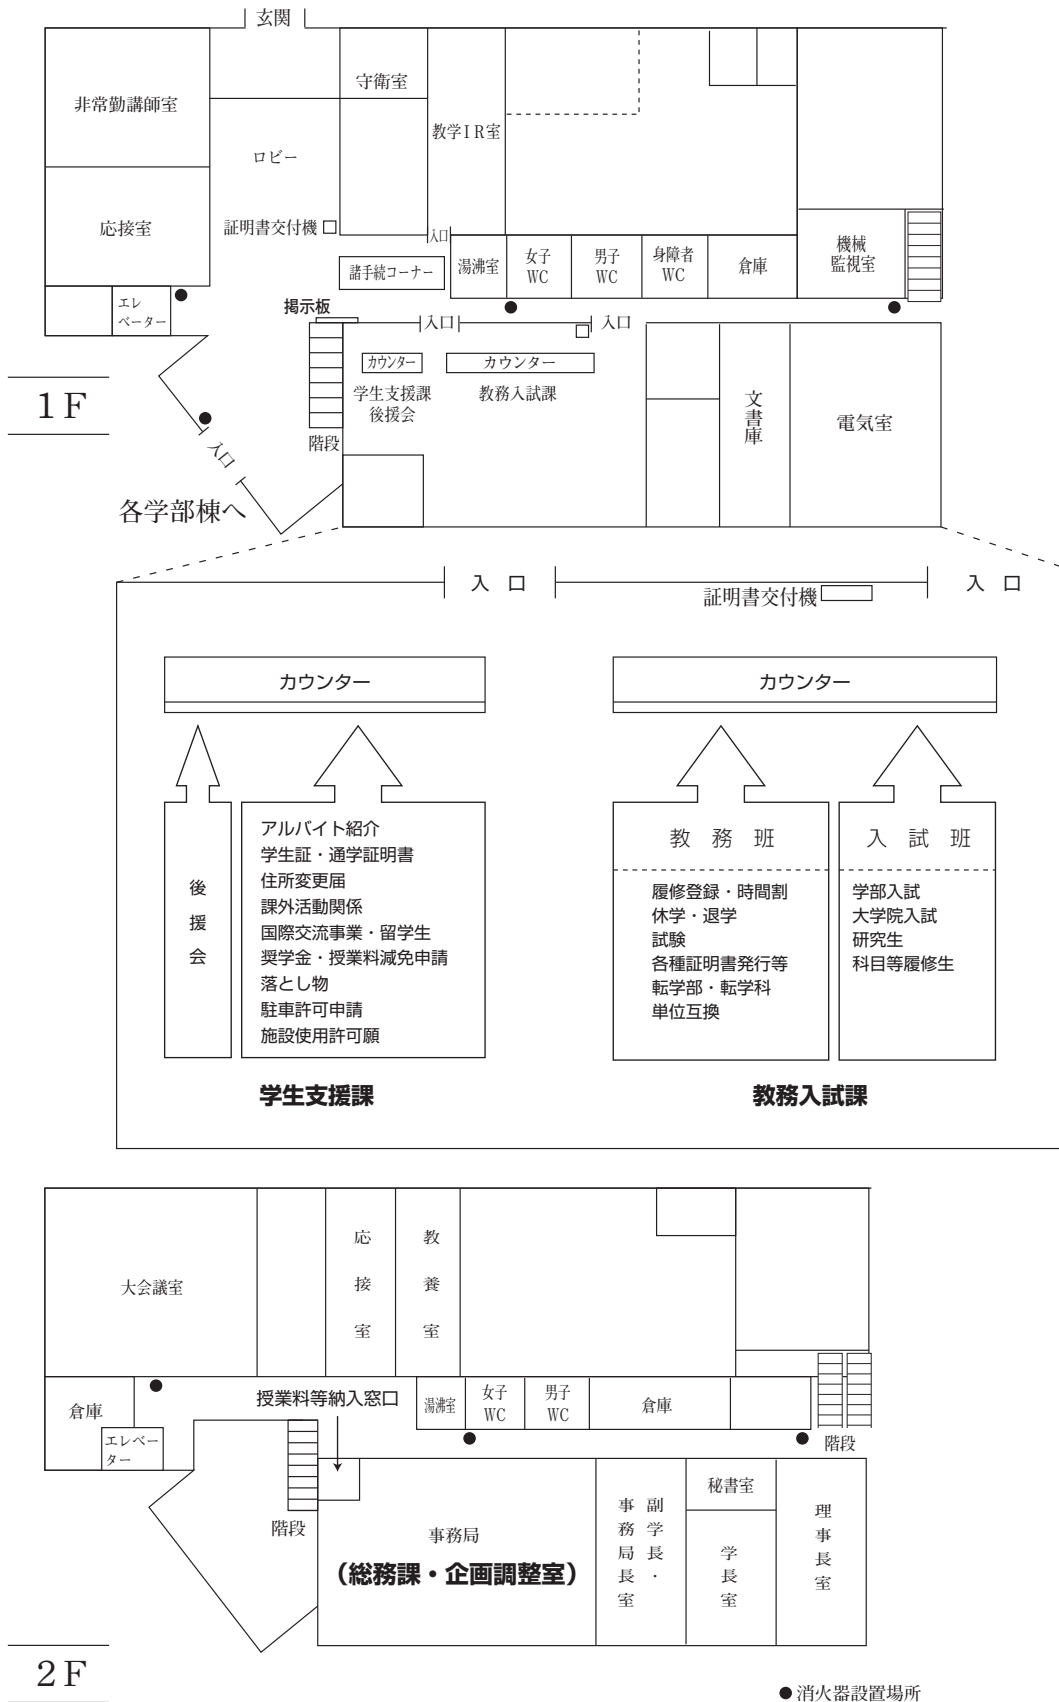 玄関
守衛室
非常勤講師室
教学IR室
ロビー
応接室
証明書交付機
入口
湯沸室
女子
WC
男子
WC
身障者
WC
倉庫
機械
監視室
諸手続コーナー
エレ
ベーター
掲示板
入口
入口
カウンター
カウンター
学生支援課
後援会
教務入試課
文書庫
電気室
1F
階段
入口
各学部棟へ
入口
入口
証明書交付機
カウンター
カウンター
後援会
アルバイト紹介
学生証・通学証明書
住所変更届
課外活動関係
国際交流事業・留学生
奨学金・授業料減免申請
落とし物
駐車許可申請
施設使用許可願
教務班
履修登録・時間割
休学・退学
試験
各種証明書発行等
転学部・転学科
単位互換
入試班
学部入試
大学院入試
研究生
科目等履修生
学生支援課
教務入試課
大会議室
応接室
教養室
倉庫
エレベー
ター
授業料等納入窓口
湯沸室
女子
WC
男子
WC
倉庫
階段
階段
事務局
(総務課・企画調整室)
副学長・
事務局長室
秘書室
学長室
理事長室
2F
●消火器設置場所